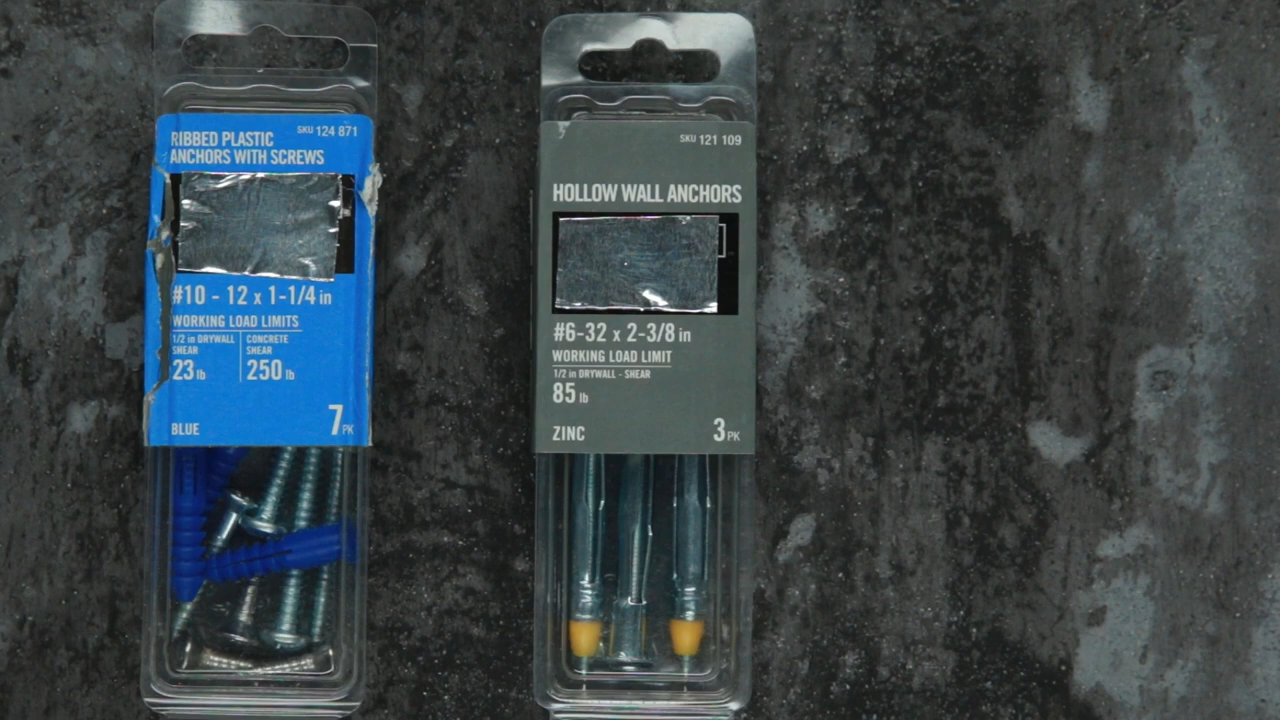 SKU 124 871
RIBBED PLASTIC
ANCHORS WITH SCREWS
#10 - 12 x 1-1/4 in
WORKING LOAD LIMITS
1/2 in DRYWALL
SHEAR
23 lb
CONCRETE
SHEAR
250 lb
BLUE
7 PK
SKU 121 109
HOLLOW WALL ANCHORS
#6-32 x 2-3/8 in
WORKING LOAD LIMIT
1/2 in DRYWALL - SHEAR
85 lb
ZINC
3 PK